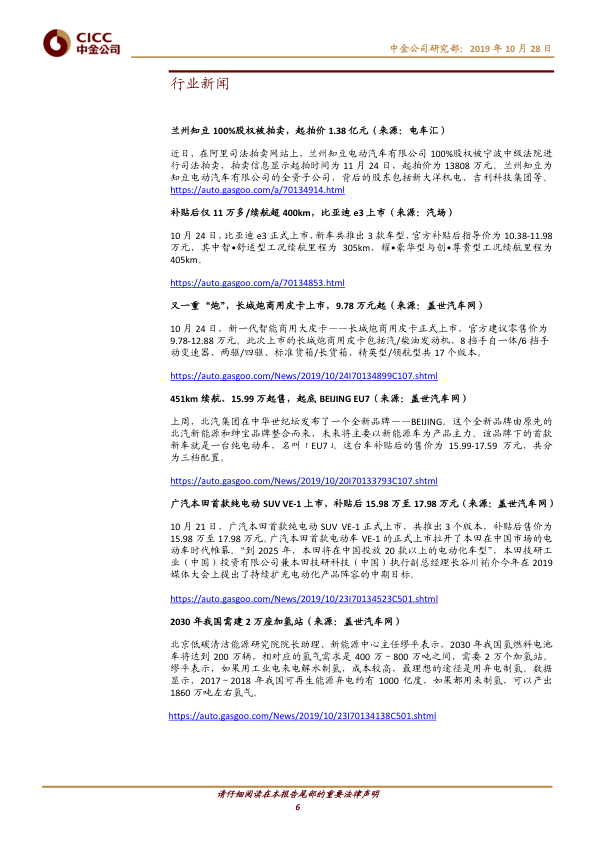 CICC
中金公司
中金公司研究部：2019 年 10 月 28 日
行业新闻
兰州知豆 100%股权被拍卖，起拍价 1.38 亿元（来源：电车汇）
近日，在阿里司法拍卖网站上，兰州知豆电动汽车有限公司 100%股权被宁波中级法院进
行司法拍卖，拍卖信息显示起拍时间为 11 月 24 日，起拍价为 13808 万元。兰州知豆为
知豆电动汽车有限公司的全资子公司，背后的股东包括新大洋机电、吉利科技集团等。
https://auto.gasgoo.com/a/70134914.html
补贴后仅 11 万多/续航超 400km，比亚迪 e3 上市（来源：汽场）
10 月 24 日，比亚迪 e3 正式上市，新车共推出 3 款车型，官方补贴后指导价为 10.38-11.98
万元，其中智•舒适型工况续航里程为 305km，耀•豪华型与创•尊贵型工况续航里程为
405km。
https://auto.gasgoo.com/a/70134853.html
又一重“炮”，长城炮商用皮卡上市，9.78 万元起（来源：盖世汽车网）
10 月 24 日，新一代智能商用大皮卡——长城炮商用皮卡正式上市，官方建议零售价为
9.78-12.88 万元。此次上市的长城炮商用皮卡包括汽/柴油发动机、8 挡手自一体/6 挡手
动变速器、两驱/四驱、标准货箱/长货箱、精英型/领航型共 17 个版本。
https://auto.gasgoo.com/News/2019/10/24I70134899C107.shtml
451km 续航、15.99 万起售，起底 BEIJING EU7（来源：盖世汽车网）
上周，北汽集团在中华世纪坛发布了一个全新品牌——BEIJING。这个全新品牌由原先的
北汽新能源和绅宝品牌整合而来，未来将主要以新能源车为产品主力。该品牌下的首款
新车就是一台纯电动车，名叫「EU7」。这台车补贴后的售价为 15.99-17.59 万元，共分
为三档配置。
https://auto.gasgoo.com/News/2019/10/20I70133793C107.shtml
广汽本田首款纯电动 SUV VE-1 上市，补贴后 15.98 万至 17.98 万元（来源：盖世汽车网）
10 月 21 日，广汽本田首款纯电动 SUV VE-1 正式上市，共推出 3 个版本，补贴后售价为
15.98 万至 17.98 万元。广汽本田首款电动车 VE-1 的正式上市拉开了本田在中国市场的电
动车时代帷幕。“到 2025 年，本田将在中国投放 20 款以上的电动化车型”，本田技研工
业（中国）投资有限公司兼本田技研科技（中国）执行副总经理长谷川祐介今年在 2019
媒体大会上提出了持续扩充电动化产品阵容的中期目标。
https://auto.gasgoo.com/News/2019/10/23I70134523C501.shtml
2030 年我国需建 2 万座加氢站（来源：盖世汽车网）
北京低碳清洁能源研究院院长助理、新能源中心主任缪平表示，2030 年我国氢燃料电池
车将达到 200 万辆，相对应的氢气需求是 400 万～800 万吨之间，需要 2 万个加氢站。
缪平表示，如果用工业电来电解水制氢，成本较高，最理想的途径是用弃电制氢。数据
显示，2017～2018 年我国可再生能源弃电约有 1000 亿度，如果都用来制氢，可以产出
1860 万吨左右氢气。
https://auto.gasgoo.com/News/2019/10/23I70134138C501.shtml
请仔细阅读在本报告尾部的重要法律声明
6